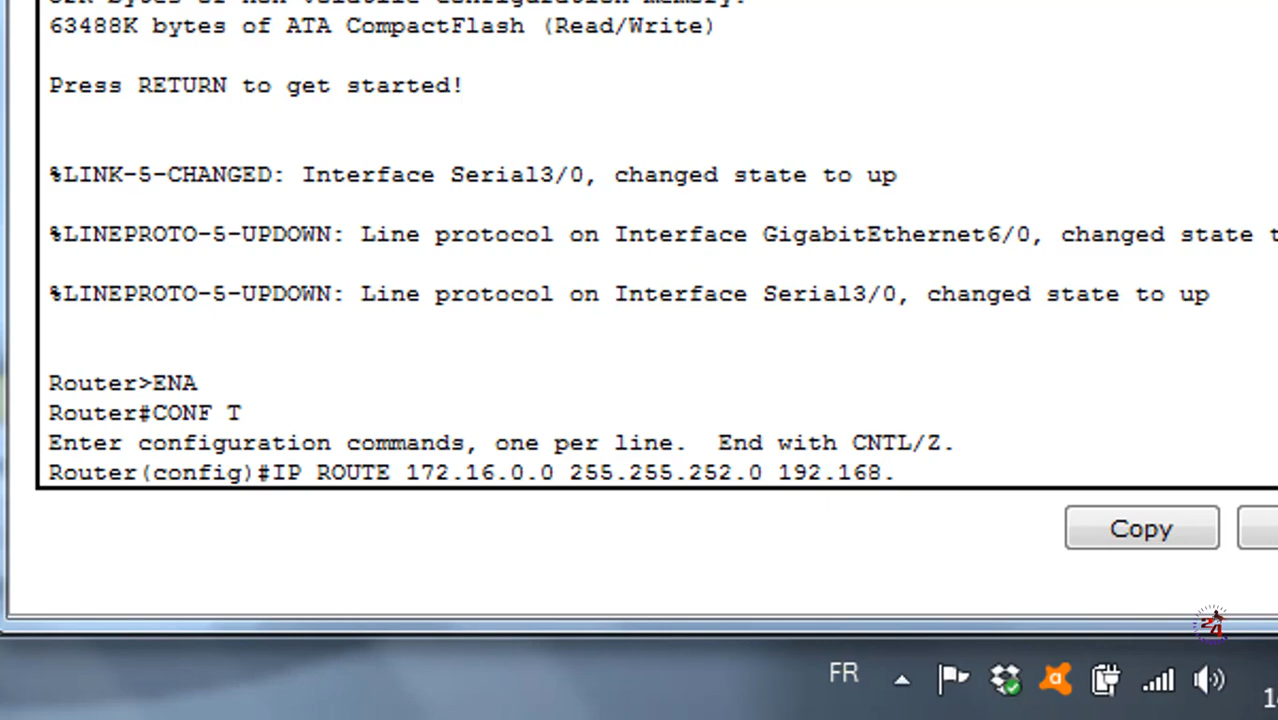 63488K bytes of ATA CompactFlash (Read/Write)
Press RETURN to get started!
%LINK-5-CHANGED: Interface Serial3/0, changed state to up
%LINEPROTO-5-UPDOWN: Line protocol on Interface GigabitEthernet6/0, changed state
%LINEPROTO-5-UPDOWN: Line protocol on Interface Serial3/0, changed state to up
Router>ENA
Router#CONF T
Enter configuration commands, one per line.  End with CNTL/Z.
Router(config)#IP ROUTE 172.16.0.0 255.255.252.0 192.168.
Copy
24
FR